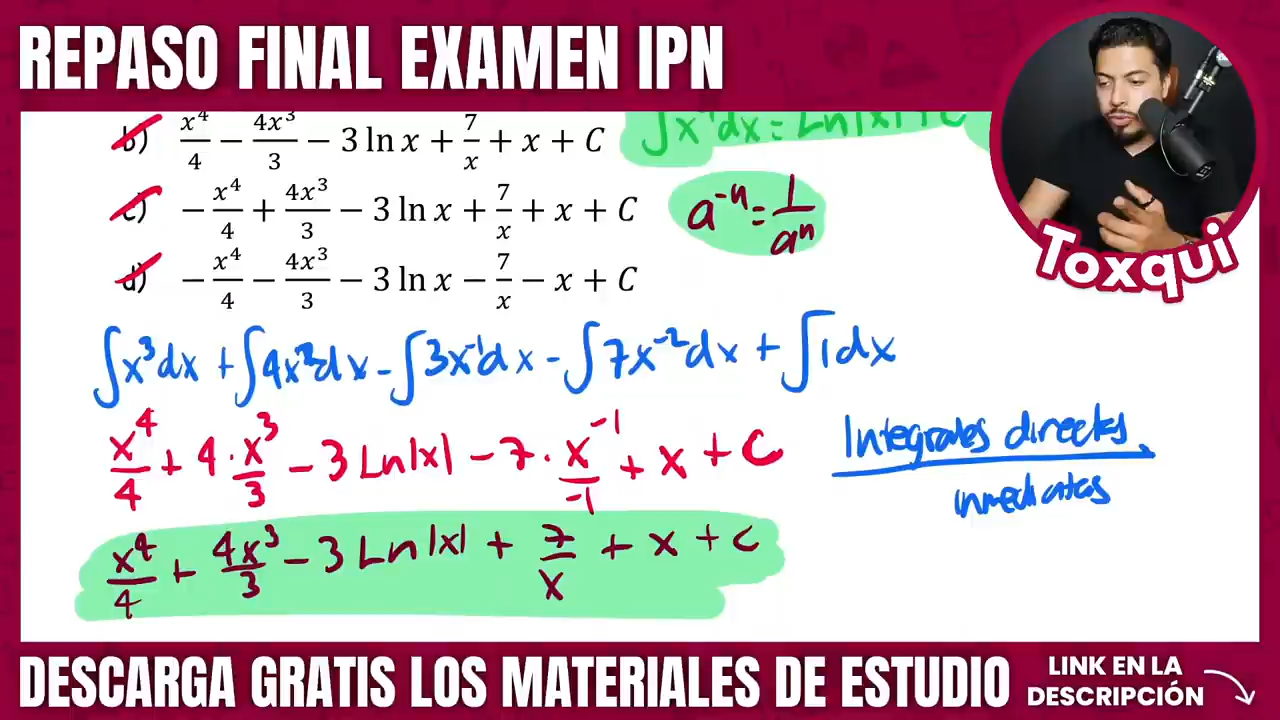 REPASO FINAL EXAMEN IPN
b) x⁴/4 − 4x³/3 − 3 ln x + 7/x + x + C
∫x⁻¹dx = Ln|x| + C
c) −x⁴/4 + 4x³/3 − 3 ln x + 7/x + x + C
a⁻ⁿ = 1/aⁿ
d) −x⁴/4 − 4x³/3 − 3 ln x − 7/x − x + C
Toxqui
∫x³dx + ∫4x²dx − ∫3x⁻¹dx − ∫7x⁻²dx + ∫1dx
x⁴/4 + 4·x³/3 − 3Ln|x| − 7·x⁻¹/−1 + x + C
Integrales directas
inmediatas
x⁴/4 + 4x³/3 − 3Ln|x| + 7/x + x + C
DESCARGA GRATIS LOS MATERIALES DE ESTUDIO
LINK EN LA
DESCRIPCIÓN